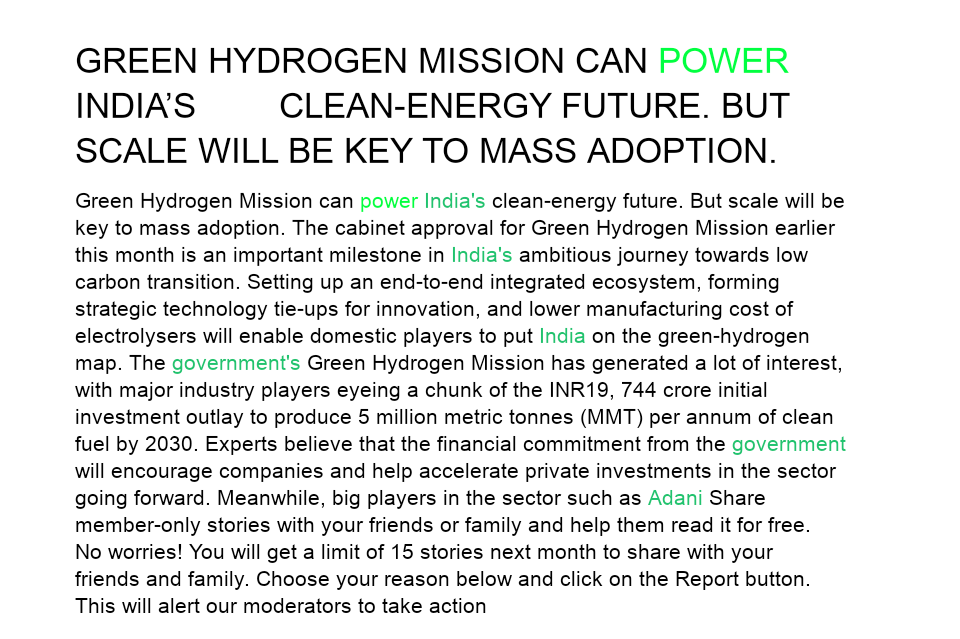 GREEN HYDROGEN MISSION CAN POWER
INDIA’S CLEAN-ENERGY FUTURE. BUT
SCALE WILL BE KEY TO MASS ADOPTION.
Green Hydrogen Mission can power India's clean-energy future. But scale will be
key to mass adoption. The cabinet approval for Green Hydrogen Mission earlier
this month is an important milestone in India's ambitious journey towards low
carbon transition. Setting up an end-to-end integrated ecosystem, forming
strategic technology tie-ups for innovation, and lower manufacturing cost of
electrolysers will enable domestic players to put India on the green-hydrogen
map. The government's Green Hydrogen Mission has generated a lot of interest,
with major industry players eyeing a chunk of the INR19, 744 crore initial
investment outlay to produce 5 million metric tonnes (MMT) per annum of clean
fuel by 2030. Experts believe that the financial commitment from the government
will encourage companies and help accelerate private investments in the sector
going forward. Meanwhile, big players in the sector such as Adani Share
member-only stories with your friends or family and help them read it for free.
No worries! You will get a limit of 15 stories next month to share with your
friends and family. Choose your reason below and click on the Report button.
This will alert our moderators to take action